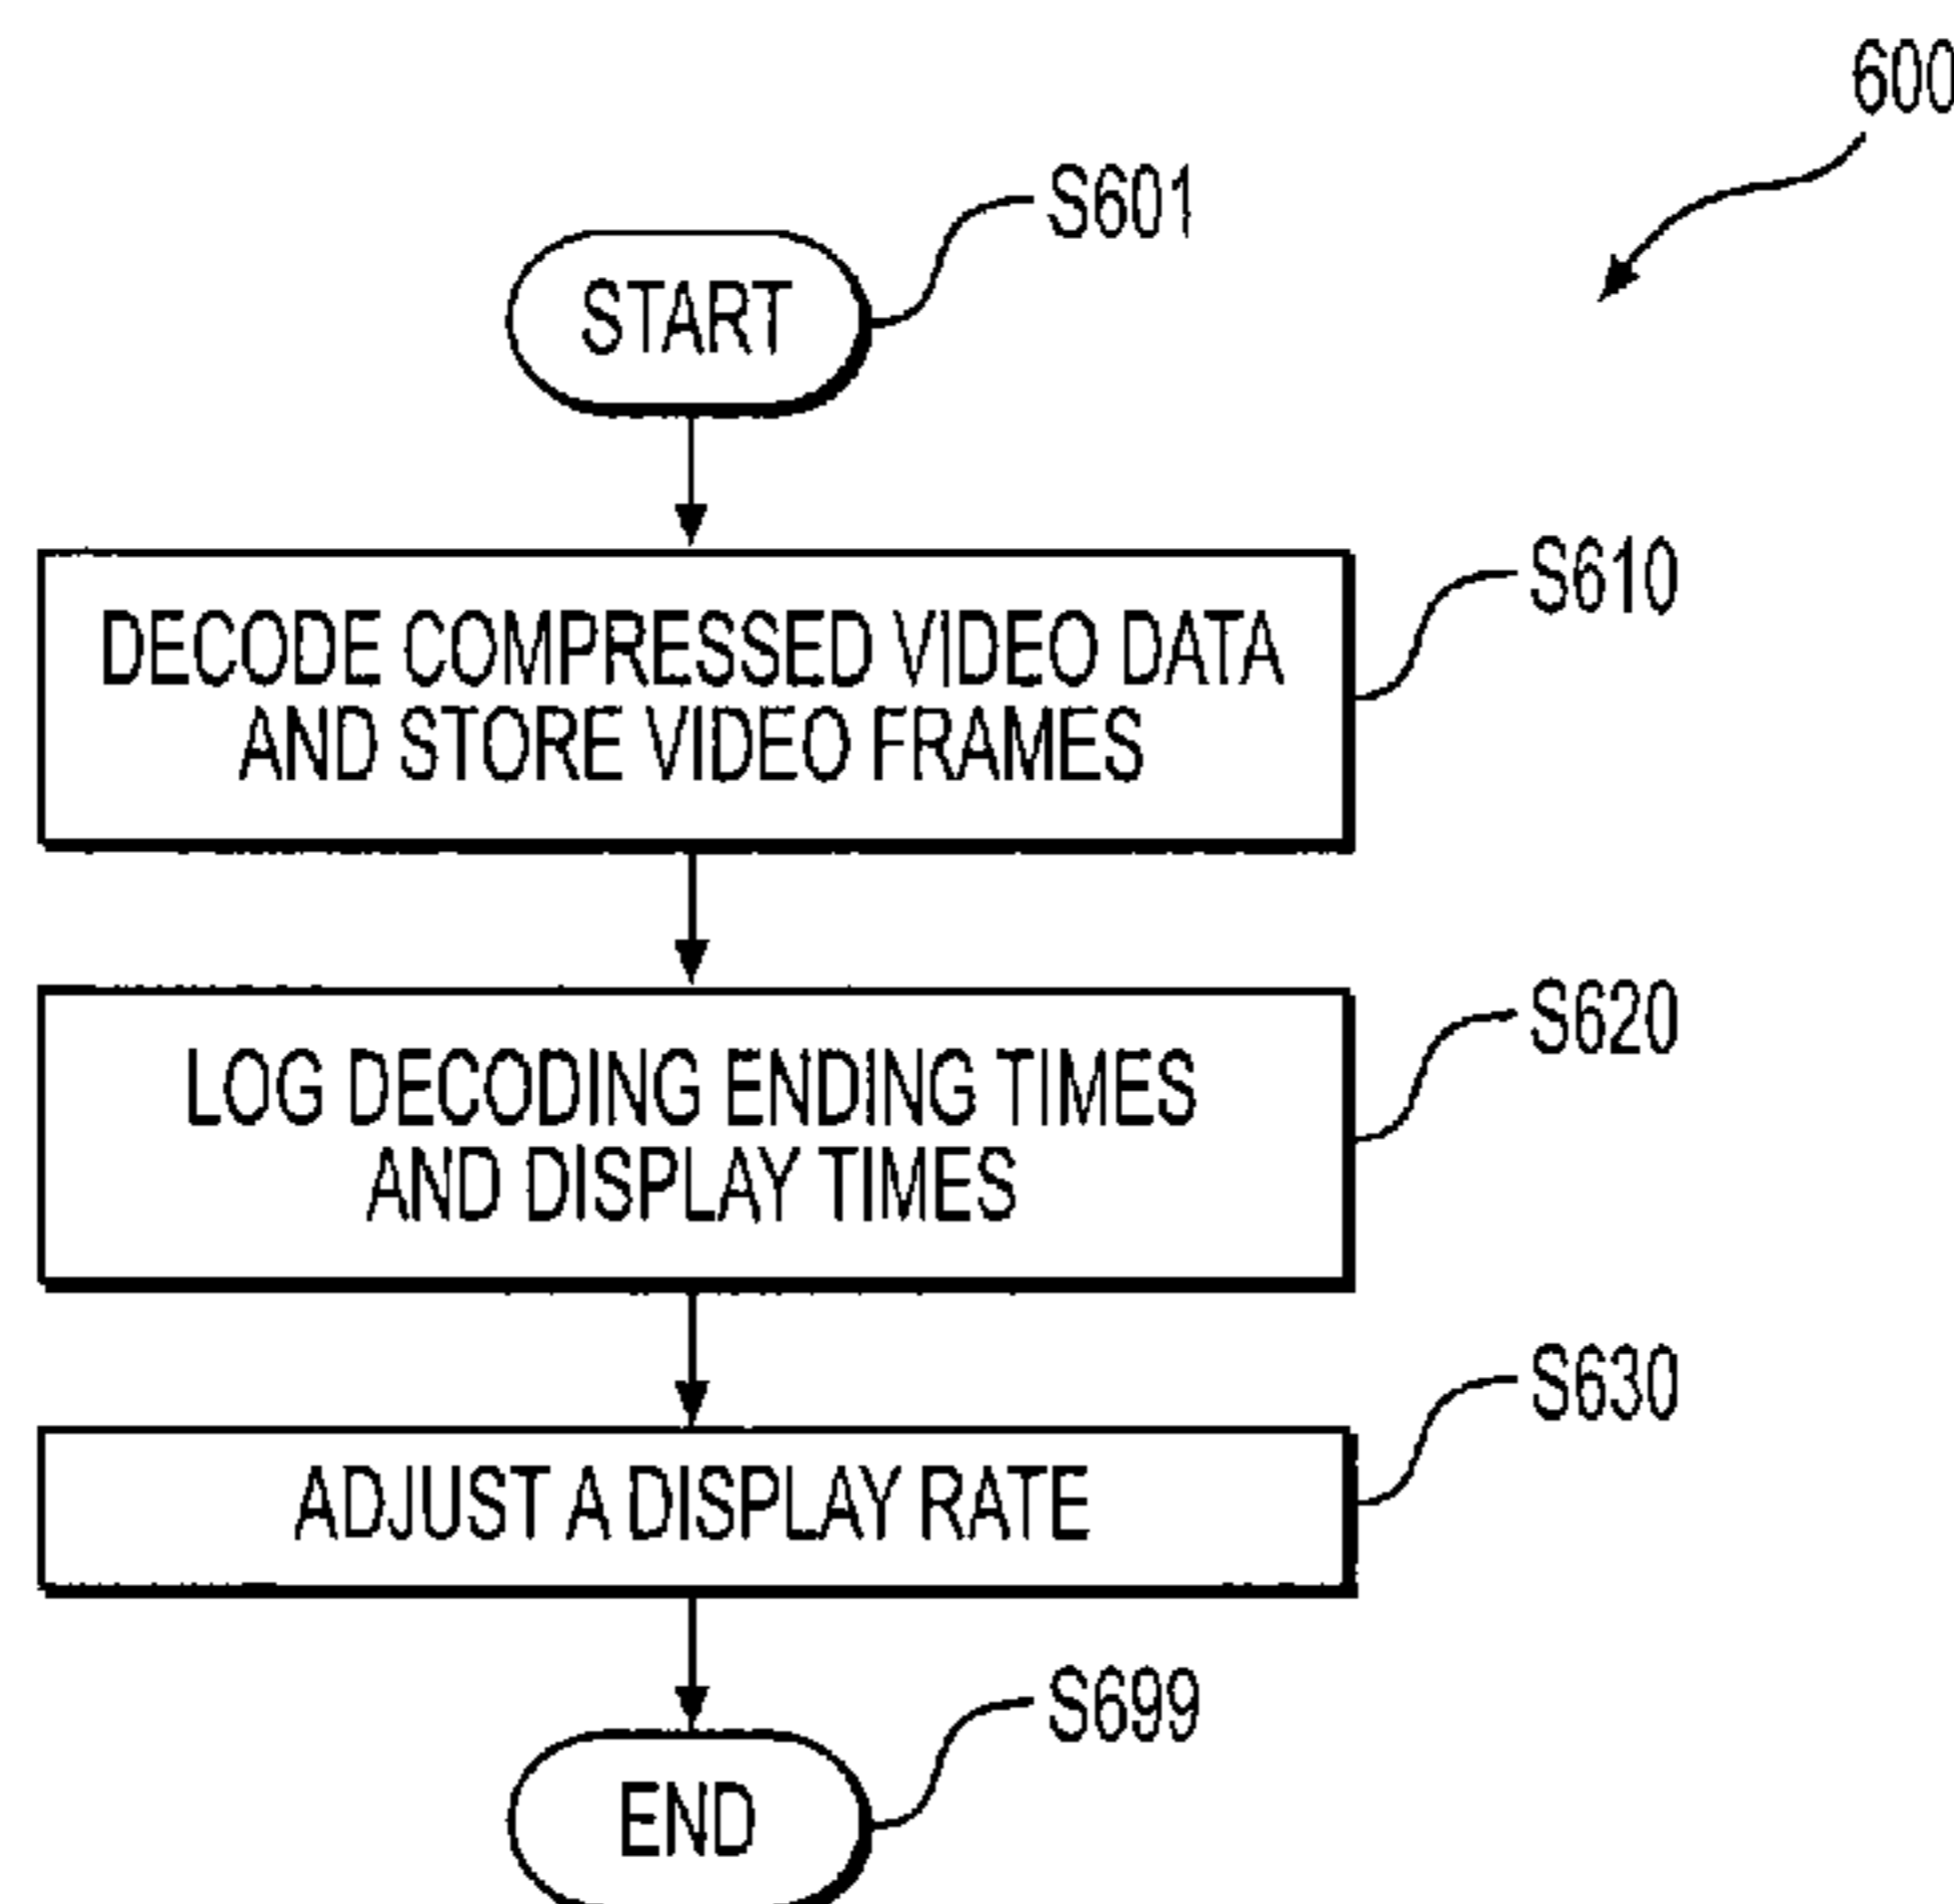 600
S601
START
S610
DECODE COMPRESSED VIDEO DATA
AND STORE VIDEO FRAMES
S620
LOG DECODING ENDING TIMES
AND DISPLAY TIMES
S630
ADJUST A DISPLAY RATE
S699
END